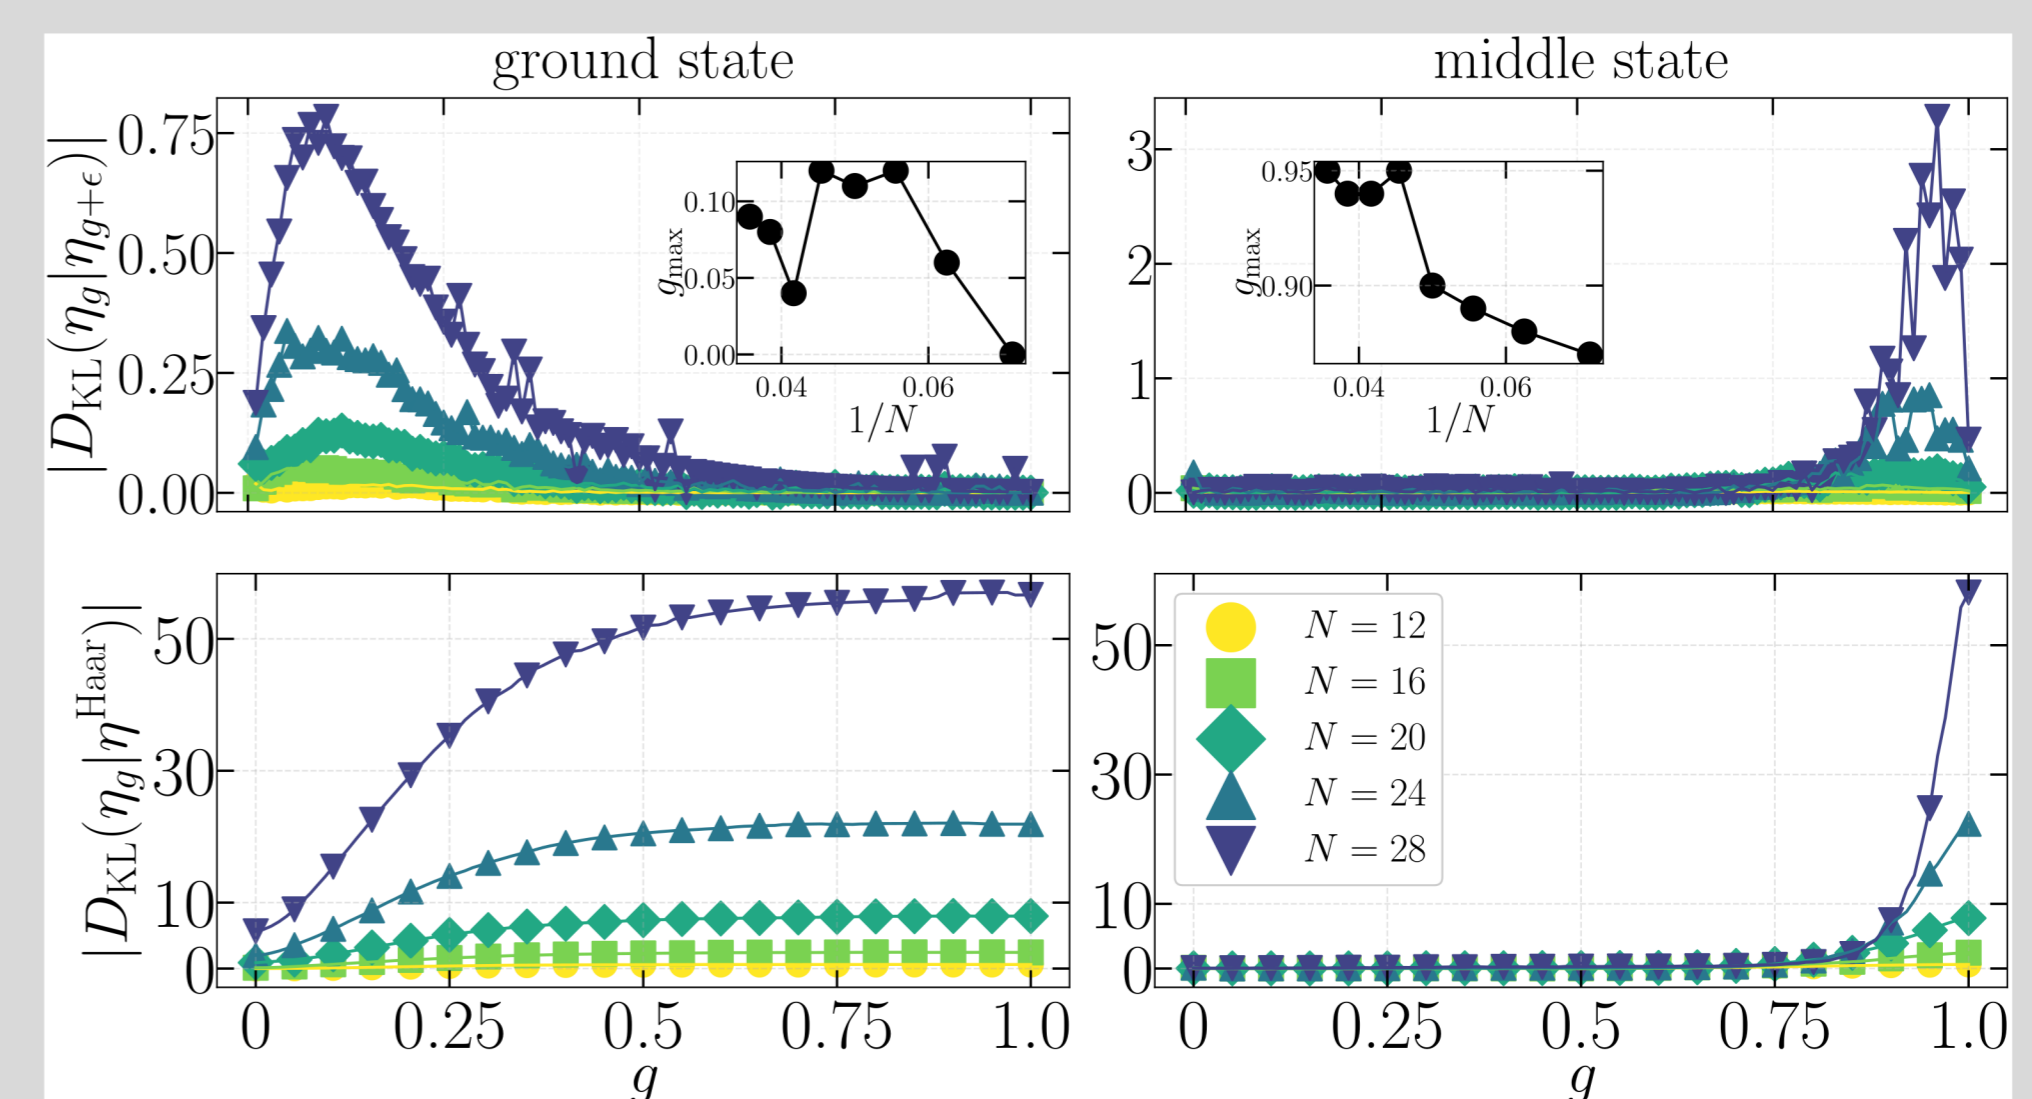 ground state
middle state
|D_KL(η_g|η_{g+ϵ})|
0.75
0.50
0.25
0.00
g_max
0.10
0.05
0.00
0.04 0.06
1/N
3
2
1
0
g_max
0.95
0.90
0.04 0.06
1/N
|D_KL(η_g|η^Haar)|
50
30
10
0
0 0.25 0.5 0.75 1.0
g
50
30
10
0
N = 12
N = 16
N = 20
N = 24
N = 28
0 0.25 0.5 0.75 1.0
g